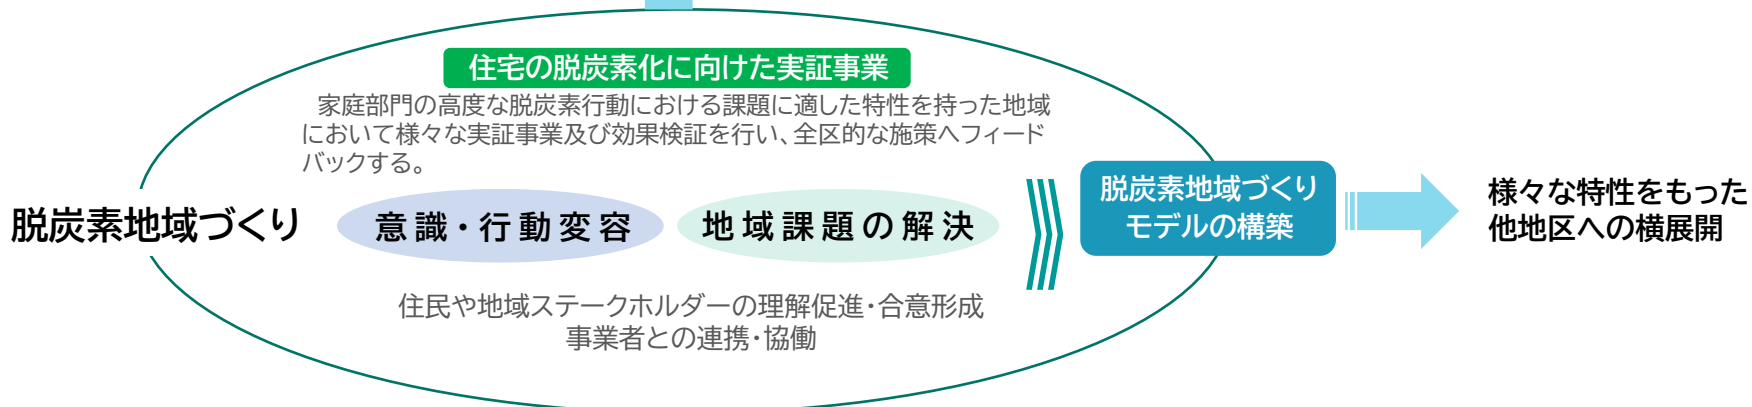 住宅の脱炭素化に向けた実証事業
家庭部門の高度な脱炭素行動における課題に適した特性を持った地域
において様々な実証事業及び効果検証を行い、全区的な施策へフィード
バックする。
脱炭素地域づくり
意識・行動変容
地域課題の解決
住民や地域ステークホルダーの理解促進・合意形成
事業者との連携・協働
脱炭素地域づくり
モデルの構築
様々な特性をもった
他地区への横展開